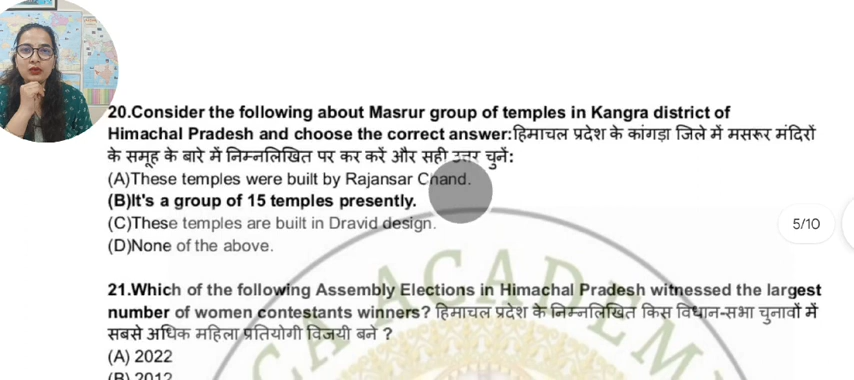 20.Consider the following about Masrur group of temples in Kangra district of
Himachal Pradesh and choose the correct answer:हिमाचल प्रदेश के कांगड़ा जिले में मसरूर मंदिरों
के समूह के बारे में निम्नलिखित पर कर करें और सही उत्तर चुनें:
(A)These temples were built by Rajansar Chand.
(B)It's a group of 15 temples presently.
(C)These temples are built in Dravid design.
(D)None of the above.
5/10
21.Which of the following Assembly Elections in Himachal Pradesh witnessed the largest
number of women contestants winners? हिमाचल प्रदेश के निम्नलिखित किस विधान-सभा चुनावों में
सबसे अधिक महिला प्रतियोगी विजयी बने ?
(A) 2022
(B) 2012
CA ACADEM